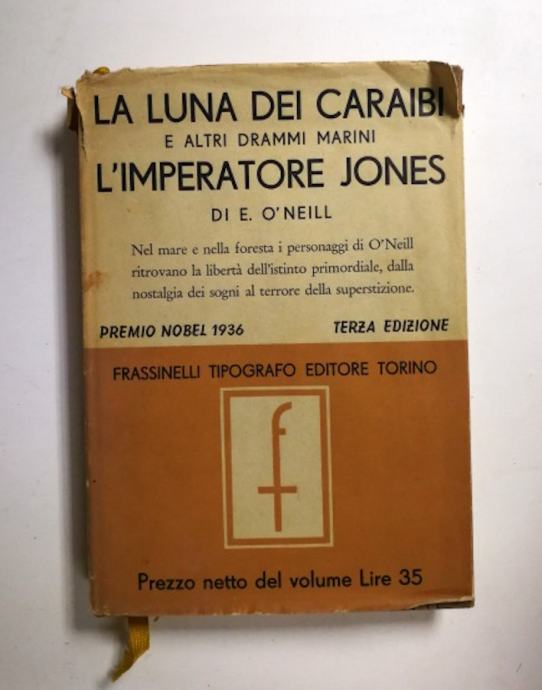 LA LUNA DEI CARAIBI
E ALTRI DRAMMI MARINI
L'IMPERATORE JONES
DI E. O'NEILL
Nel mare e nella foresta i personaggi di O'Neill
ritrovano la libertà dell'istinto primordiale, dalla
nostalgia dei sogni al terrore della superstizione.
PREMIO NOBEL 1936 TERZA EDIZIONE
FRASSINELLI TIPOGRAFO EDITORE TORINO
f
Prezzo netto del volume Lire 35